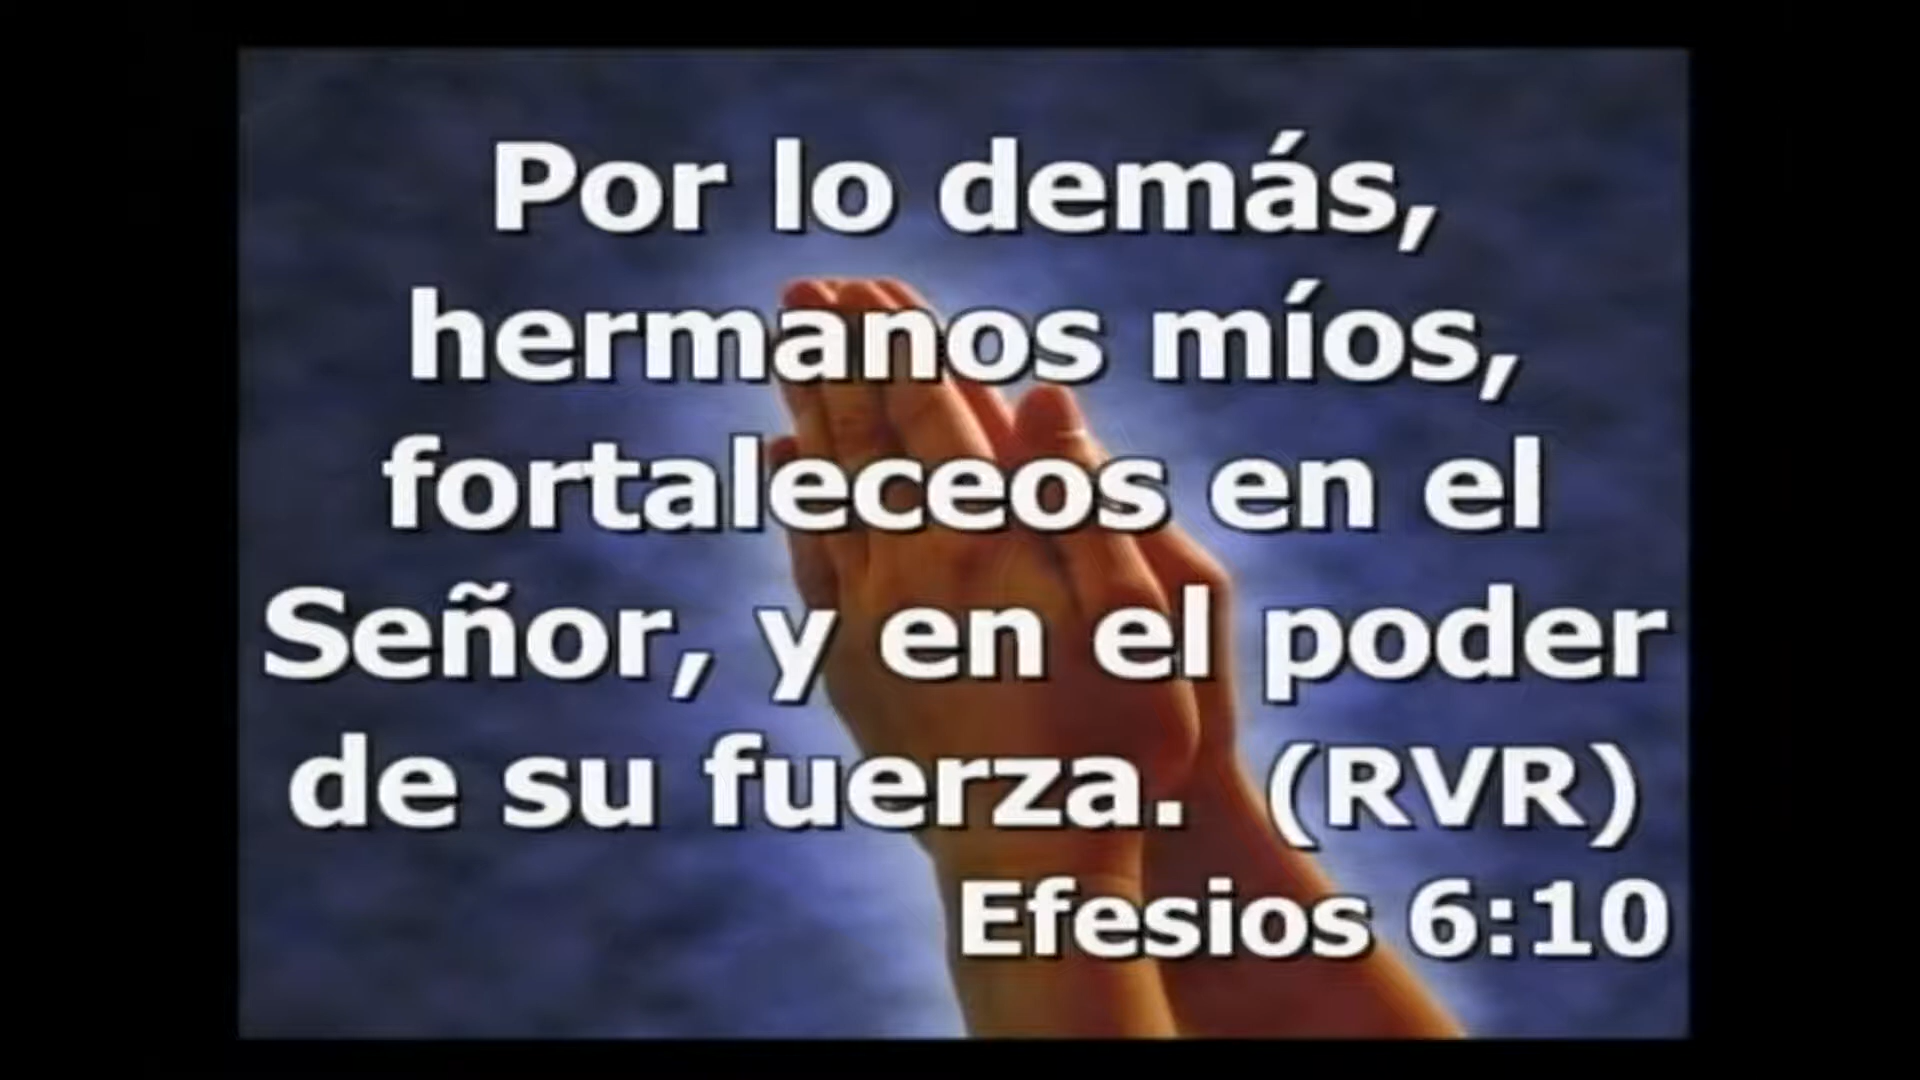 Por lo demás,
hermanos míos,
fortaleceos en el
Señor, y en el poder
de su fuerza.  (RVR)
Efesios 6:10